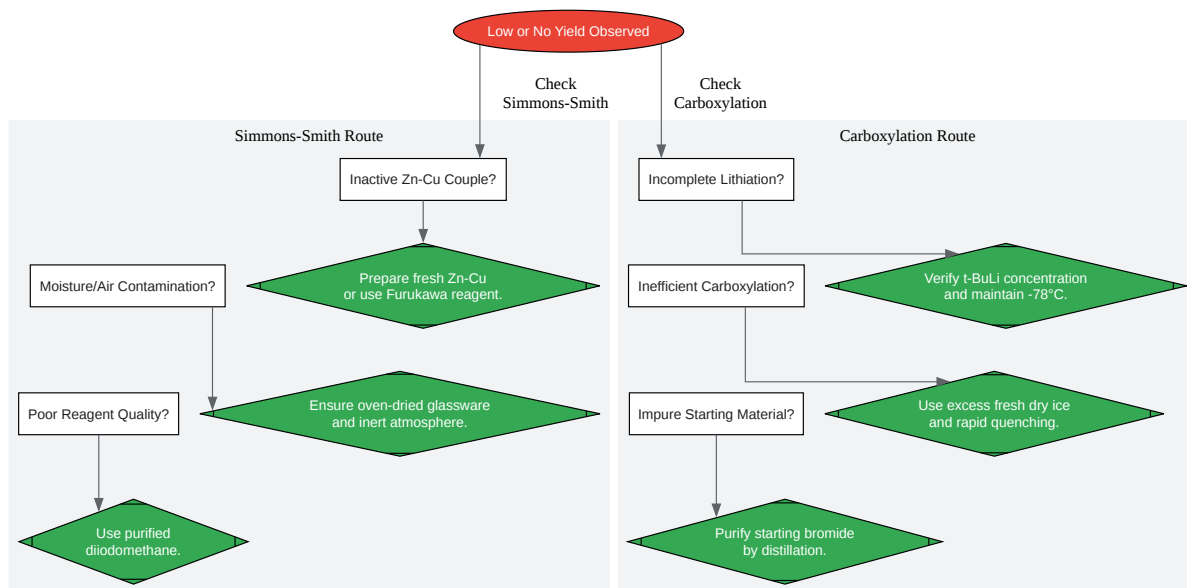 Low or No Yield Observed
Check
Simmons-Smith
Check
Carboxylation
Simmons-Smith Route
Inactive Zn-Cu Couple?
Prepare fresh Zn-Cu
or use Furukawa reagent.
Moisture/Air Contamination?
Ensure oven-dried glassware
and inert atmosphere.
Poor Reagent Quality?
Use purified
diiodomethane.
Carboxylation Route
Incomplete Lithiation?
Verify t-BuLi concentration
and maintain -78°C.
Inefficient Carboxylation?
Use excess fresh dry ice
and rapid quenching.
Impure Starting Material?
Purify starting bromide
by distillation.